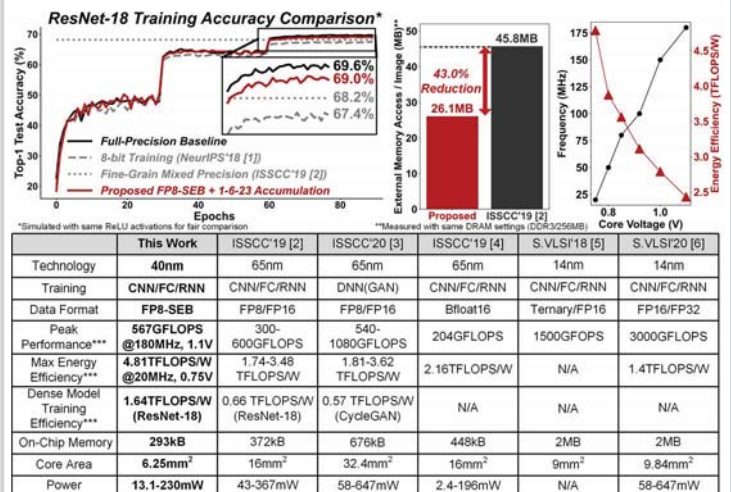 ResNet-18 Training Accuracy Comparison*
Top-1 Test Accuracy (%)
70
60
50
40
30
20
69.6%
69.0%
68.2%
67.4%
Full-Precision Baseline
8-bit Training (NeurIPS'18 [1])
Fine-Grain Mixed Precision (ISSCC'19 [2])
Proposed FP8-SEB + 1-6-23 Accumulation
0 20 40 60 80
Epochs
*Simulated with same ReLU activations for fair comparison
External Memory Access / Image (MB)**
50
40
30
20
10
0
45.8MB
43.0%
Reduction
26.1MB
Proposed ISSCC'19 [2]
**Measured with same DRAM settings (DDR3/256MB)
Frequency (MHz)
175
150
125
100
75
50
25
Energy Efficiency (TFLOPS/W)
4.5
4.0
3.5
3.0
2.5
0.8 1.0
Core Voltage (V)
This Work ISSCC'19 [2] ISSCC'20 [3] ISSCC'19 [4] S.VLSI'18 [5] S.VLSI'20 [6]
Technology 40nm 65nm 65nm 65nm 14nm 14nm
Training CNN/FC/RNN CNN/FC/RNN DNN(GAN) CNN/FC/RNN CNN/FC/RNN CNN/FC/RNN
Data Format FP8-SEB FP8/FP16 FP8/FP16 Bfloat16 Ternary/FP16 FP16/FP32
Peak Performance*** 567GFLOPS @180MHz, 1.1V 300-600GFLOPS 540-1080GFLOPS 204GFLOPS 1500GFOPS 3000GFLOPS
Max Energy Efficiency*** 4.81TFLOPS/W @20MHz, 0.75V 1.74-3.48 TFLOPS/W 1.81-3.62 TFLOPS/W 2.16TFLOPS/W N/A 1.4TFLOPS/W
Dense Model Training Efficiency*** 1.64TFLOPS/W (ResNet-18) 0.66 TFLOPS/W (ResNet-18) 0.57 TFLOPS/W (CycleGAN) N/A N/A N/A
On-Chip Memory 293kB 372kB 676kB 448kB 2MB 2MB
Core Area 6.25mm² 16mm² 32.4mm² 16mm² 9mm² 9.84mm²
Power 13.1-230mW 43-367mW 58-647mW 2.4-196mW N/A 58-647mW